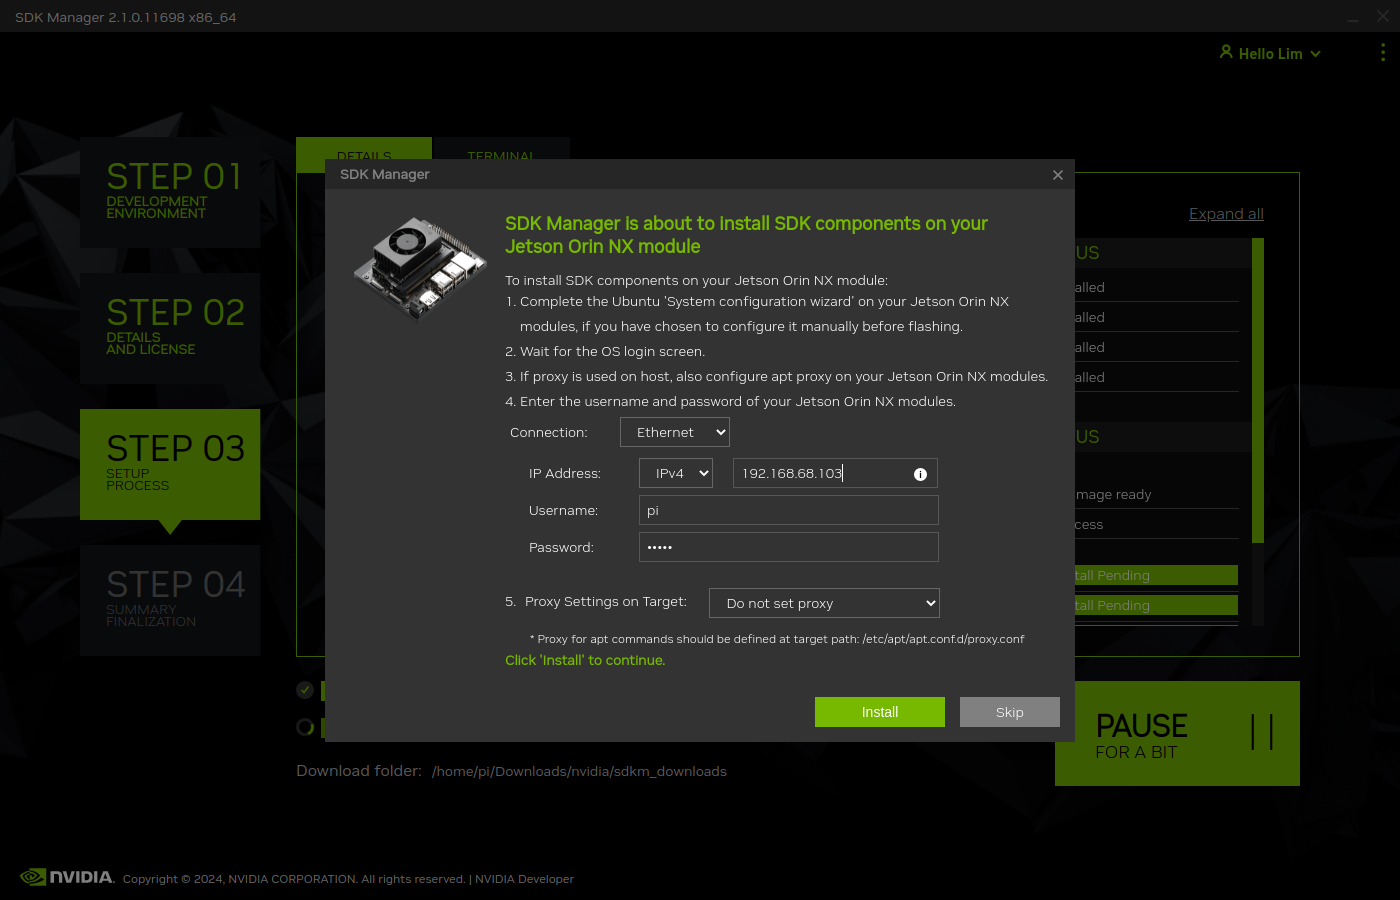 SDK Manager 2.1.0.11698 x86_64
Hello Lim
STEP 01
DEVELOPMENT
ENVIRONMENT
STEP 02
DETAILS
AND LICENSE
STEP 03
SETUP
PROCESS
STEP 04
SUMMARY
FINALIZATION
DETAILS
TERMINAL
Expand all
US
alled
alled
alled
alled
US
mage ready
cess
tall Pending
tall Pending
SDK Manager
SDK Manager is about to install SDK components on your
Jetson Orin NX module
To install SDK components on your Jetson Orin NX module:
1. Complete the Ubuntu 'System configuration wizard' on your Jetson Orin NX
modules, if you have chosen to configure it manually before flashing.
2. Wait for the OS login screen.
3. If proxy is used on host, also configure apt proxy on your Jetson Orin NX modules.
4. Enter the username and password of your Jetson Orin NX modules.
Connection: Ethernet
IP Address: IPv4 192.168.68.103
Username: pi
Password: •••••
5. Proxy Settings on Target: Do not set proxy
* Proxy for apt commands should be defined at target path: /etc/apt/apt.conf.d/proxy.conf
Click 'Install' to continue.
Install
Skip
PAUSE
FOR A BIT
Download folder: /home/pi/Downloads/nvidia/sdkm_downloads
NVIDIA. Copyright © 2024, NVIDIA CORPORATION. All rights reserved. | NVIDIA Developer